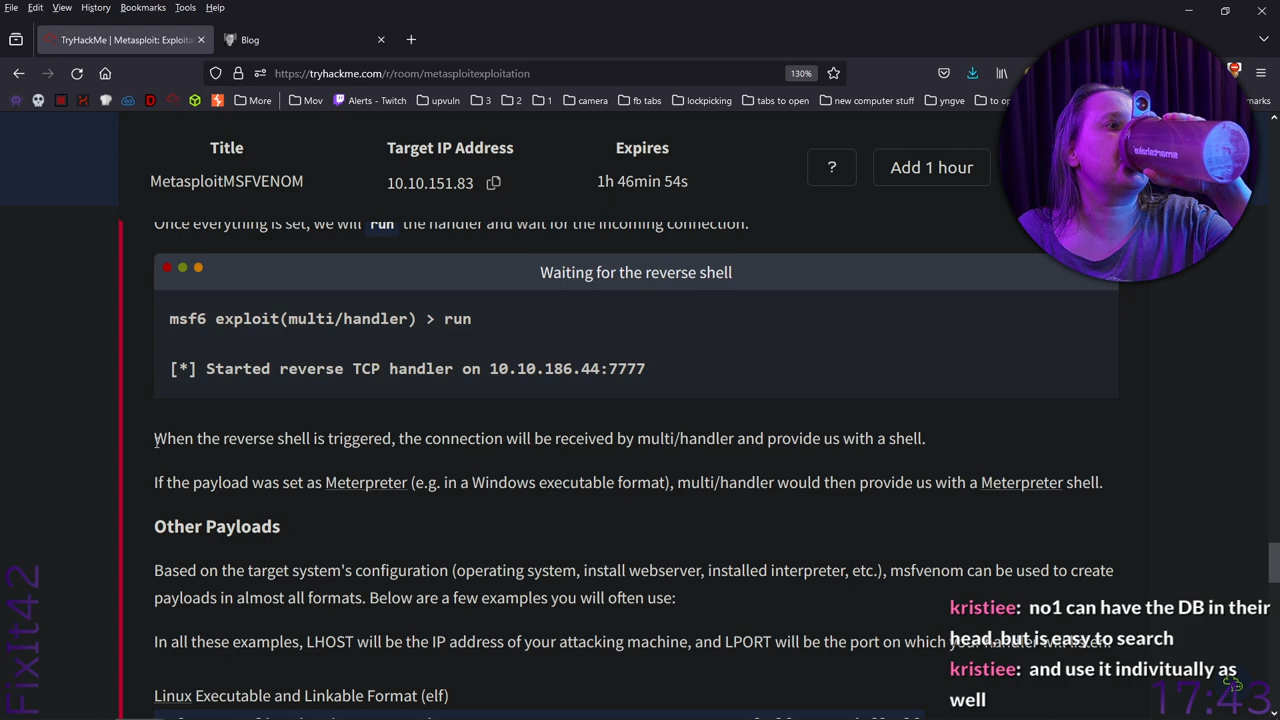 File Edit View History Bookmarks Tools Help
TryHackMe | Metasploit: Exploita
Blog
https://tryhackme.com/r/room/metasploitexploitation
130%
More
Mov
Alerts - Twitch
upvuln
3
2
1
camera
fb tabs
lockpicking
tabs to open
new computer stuff
yngve
to op
marks
Title
Target IP Address
Expires
MetasploitMSFVENOM
10.10.151.83
1h 46min 54s
?
Add 1 hour
smartshake
Once everything is set, we will run the handler and wait for the incoming connection.
Waiting for the reverse shell
msf6 exploit(multi/handler) > run
[*] Started reverse TCP handler on 10.10.186.44:7777
When the reverse shell is triggered, the connection will be received by multi/handler and provide us with a shell.
If the payload was set as Meterpreter (e.g. in a Windows executable format), multi/handler would then provide us with a Meterpreter shell.
Other Payloads
Based on the target system's configuration (operating system, install webserver, installed interpreter, etc.), msfvenom can be used to create
payloads in almost all formats. Below are a few examples you will often use:
In all these examples, LHOST will be the IP address of your attacking machine, and LPORT will be the port on which your handler will listen.
Linux Executable and Linkable Format (elf)
kristiee: no1 can have the DB in their
head, but is easy to search
kristiee: and use it indivitually as
well
FixIt42
17:43